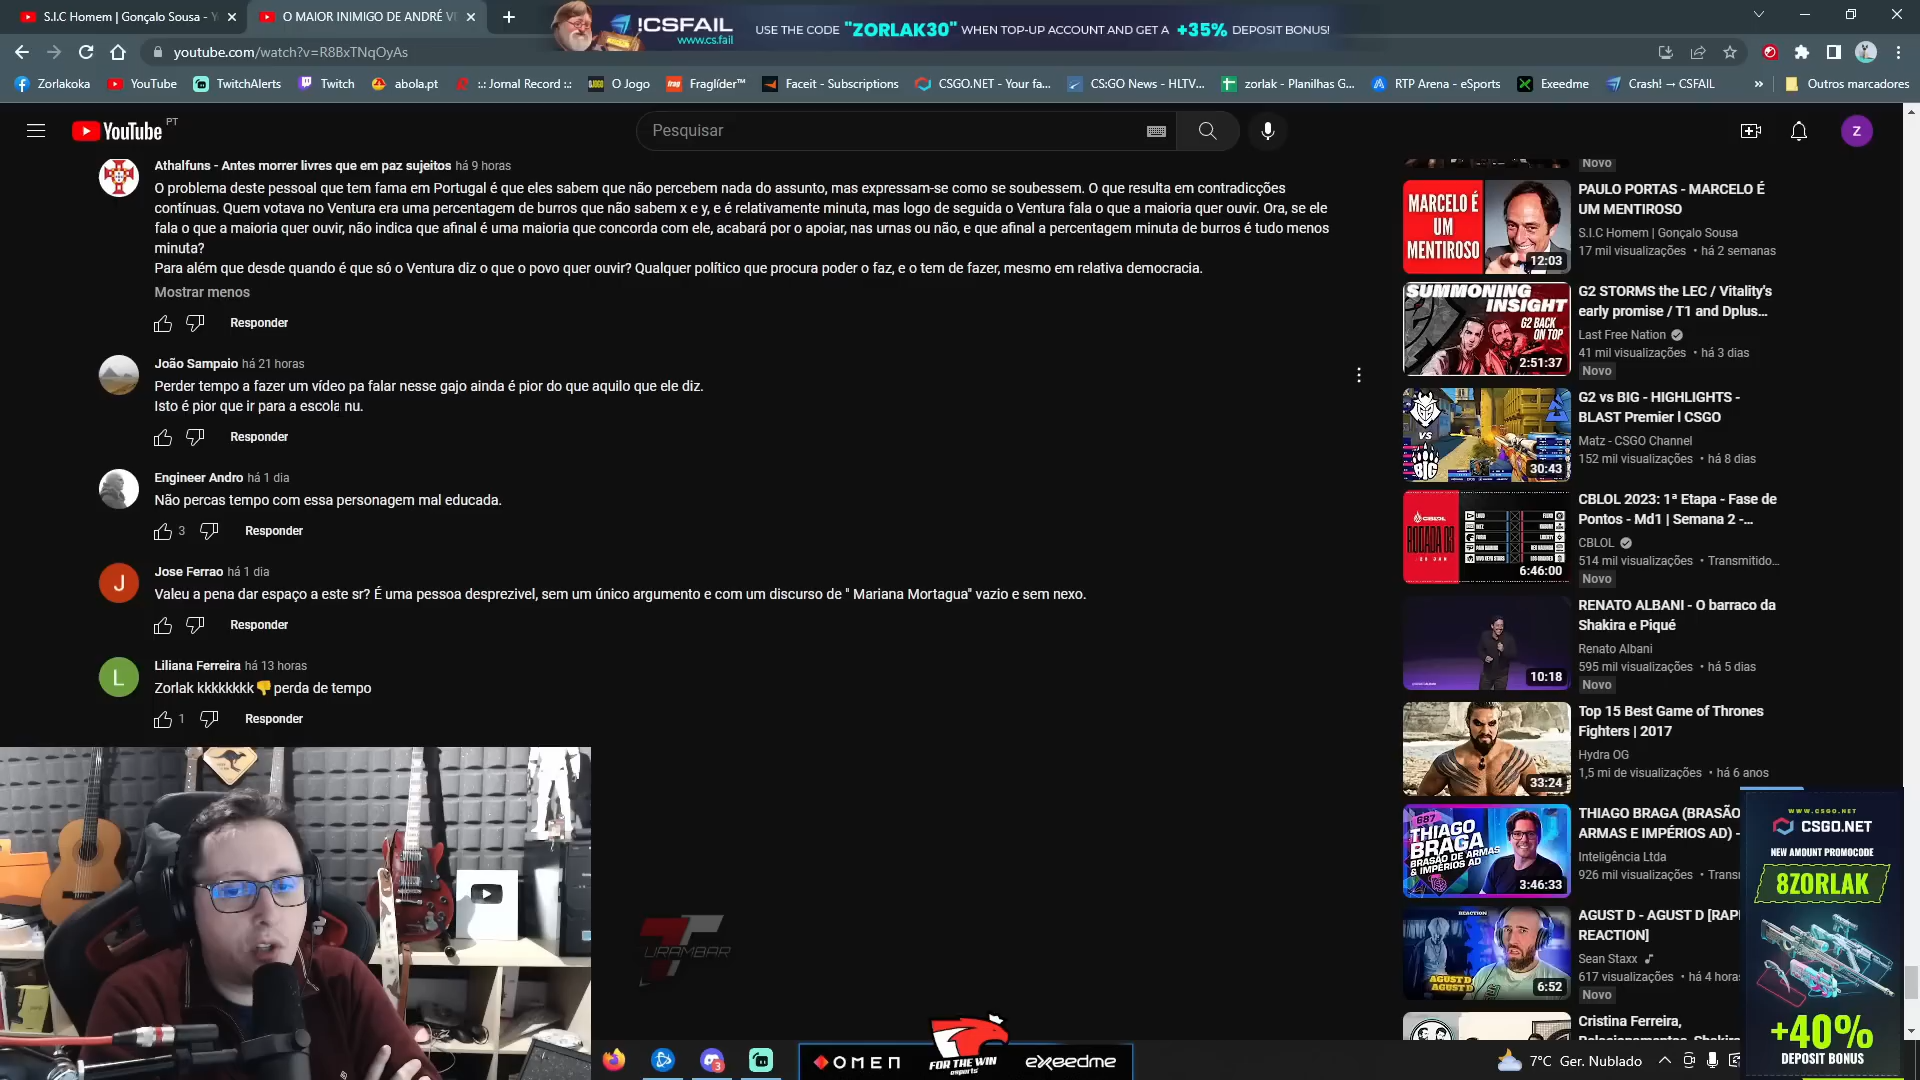 S.I.C Homem | Gonçalo Sousa - Y
O MAIOR INIMIGO DE ANDRÉ V
!CSFAIL
www.cs.fail
USE THE CODE "ZORLAK30" WHEN TOP-UP ACCOUNT AND GET A +35% DEPOSIT BONUS!
youtube.com/watch?v=R8BxTNqOyAs
Zorlakoka
YouTube
TwitchAlerts
Twitch
abola.pt
::: Jornal Record :::
O Jogo
Fraglíder™
Faceit - Subscriptions
CSGO.NET - Your fa...
CS:GO News - HLTV...
zorlak - Planilhas G...
RTP Arena - eSports
Exeedme
Crash! → CSFAIL
»
Outros marcadores
YouTube PT
Pesquisar
Z
Athalfuns - Antes morrer livres que em paz sujeitos há 9 horas
O problema deste pessoal que tem fama em Portugal é que eles sabem que não percebem nada do assunto, mas expressam-se como se soubessem. O que resulta em contradicções
contínuas. Quem votava no Ventura era uma percentagem de burros que não sabem x e y, e é relativamente minuta, mas logo de seguida o Ventura fala o que a maioria quer ouvir. Ora, se ele
fala o que a maioria quer ouvir, não indica que afinal é uma maioria que concorda com ele, acabará por o apoiar, nas urnas ou não, e que afinal a percentagem minuta de burros é tudo menos
minuta?
Para além que desde quando é que só o Ventura diz o que o povo quer ouvir? Qualquer político que procura poder o faz, e o tem de fazer, mesmo em relativa democracia.
Mostrar menos
Responder
João Sampaio há 21 horas
Perder tempo a fazer um vídeo pa falar nesse gajo ainda é pior do que aquilo que ele diz.
Isto é pior que ir para a escola nu.
Responder
Engineer Andro há 1 dia
Não percas tempo com essa personagem mal educada.
3 Responder
J
Jose Ferrao há 1 dia
Valeu a pena dar espaço a este sr? É uma pessoa desprezivel, sem um único argumento e com um discurso de " Mariana Mortagua" vazio e sem nexo.
Responder
L
Liliana Ferreira há 13 horas
Zorlak kkkkkkkk👎perda de tempo
1 Responder
Novo
MARCELO É
UM
MENTIROSO
12:03
PAULO PORTAS - MARCELO É
UM MENTIROSO
S.I.C Homem | Gonçalo Sousa
17 mil visualizações • há 2 semanas
SUMMONING
INSIGHT
G2 BACK
ON TOP
2:51:37
G2 STORMS the LEC / Vitality's
early promise / T1 and Dplus...
Last Free Nation
41 mil visualizações • há 3 dias
Novo
VS
BIG
30:43
G2 vs BIG - HIGHLIGHTS -
BLAST Premier l CSGO
Matz - CSGO Channel
152 mil visualizações • há 8 dias
CBLOL
6:46:00
CBLOL 2023: 1ª Etapa - Fase de
Pontos - Md1 | Semana 2 -...
CBLOL
514 mil visualizações • Transmitido...
Novo
10:18
RENATO ALBANI - O barraco da
Shakira e Piqué
Renato Albani
595 mil visualizações • há 5 dias
Novo
33:24
Top 15 Best Game of Thrones
Fighters | 2017
Hydra OG
1,5 mi de visualizações • há 6 anos
687
THIAGO
BRAGA
BRASÃO DE ARMAS
& IMPÉRIOS AD
3:46:33
THIAGO BRAGA (BRASÃO
ARMAS E IMPÉRIOS AD) -
Inteligência Ltda
926 mil visualizações • Trans
REACTION
AGUST D
AGUST D
6:52
AGUST D - AGUST D [RAP
REACTION]
Sean Staxx
617 visualizações • há 4 horas
Novo
Cristina Ferreira,
WWW.CSGO.NET
CSGO.NET
NEW AMOUNT PROMOCODE
8ZORLAK
+40%
DEPOSIT BONUS
URAMBAR
OMEN
FOR THE WIN
esports
exeedme
3
7°C Ger. Nublado